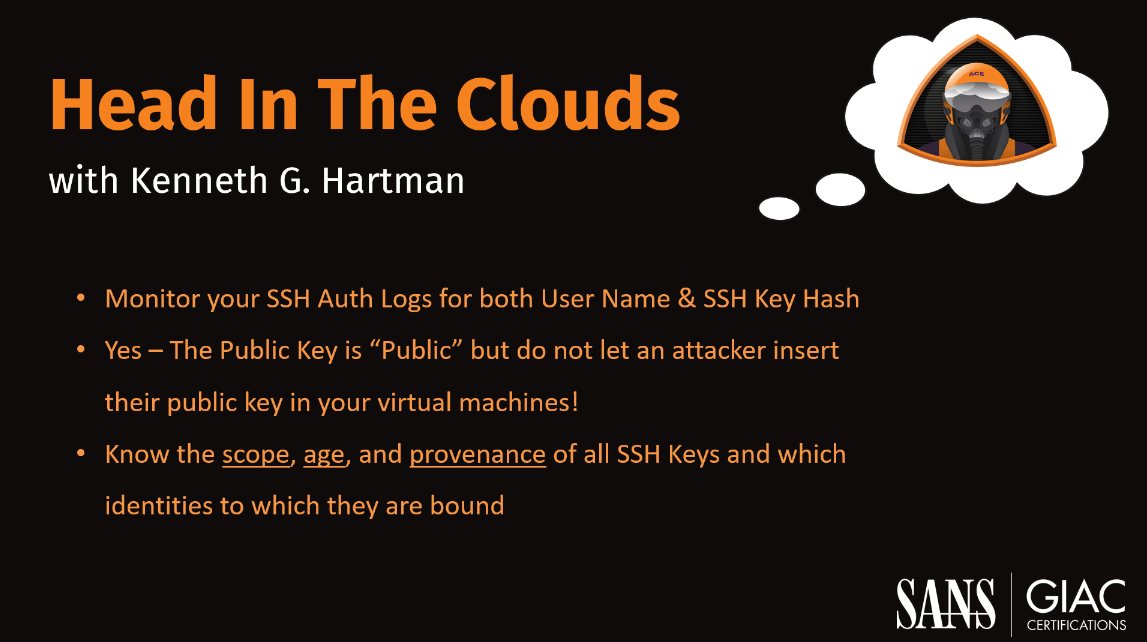 Head In The Clouds
with Kenneth G. Hartman
ACE
• Monitor your SSH Auth Logs for both User Name & SSH Key Hash
• Yes – The Public Key is “Public” but do not let an attacker insert
their public key in your virtual machines!
• Know the scope, age, and provenance of all SSH Keys and which
identities to which they are bound
SANS
GIAC
CERTIFICATIONS